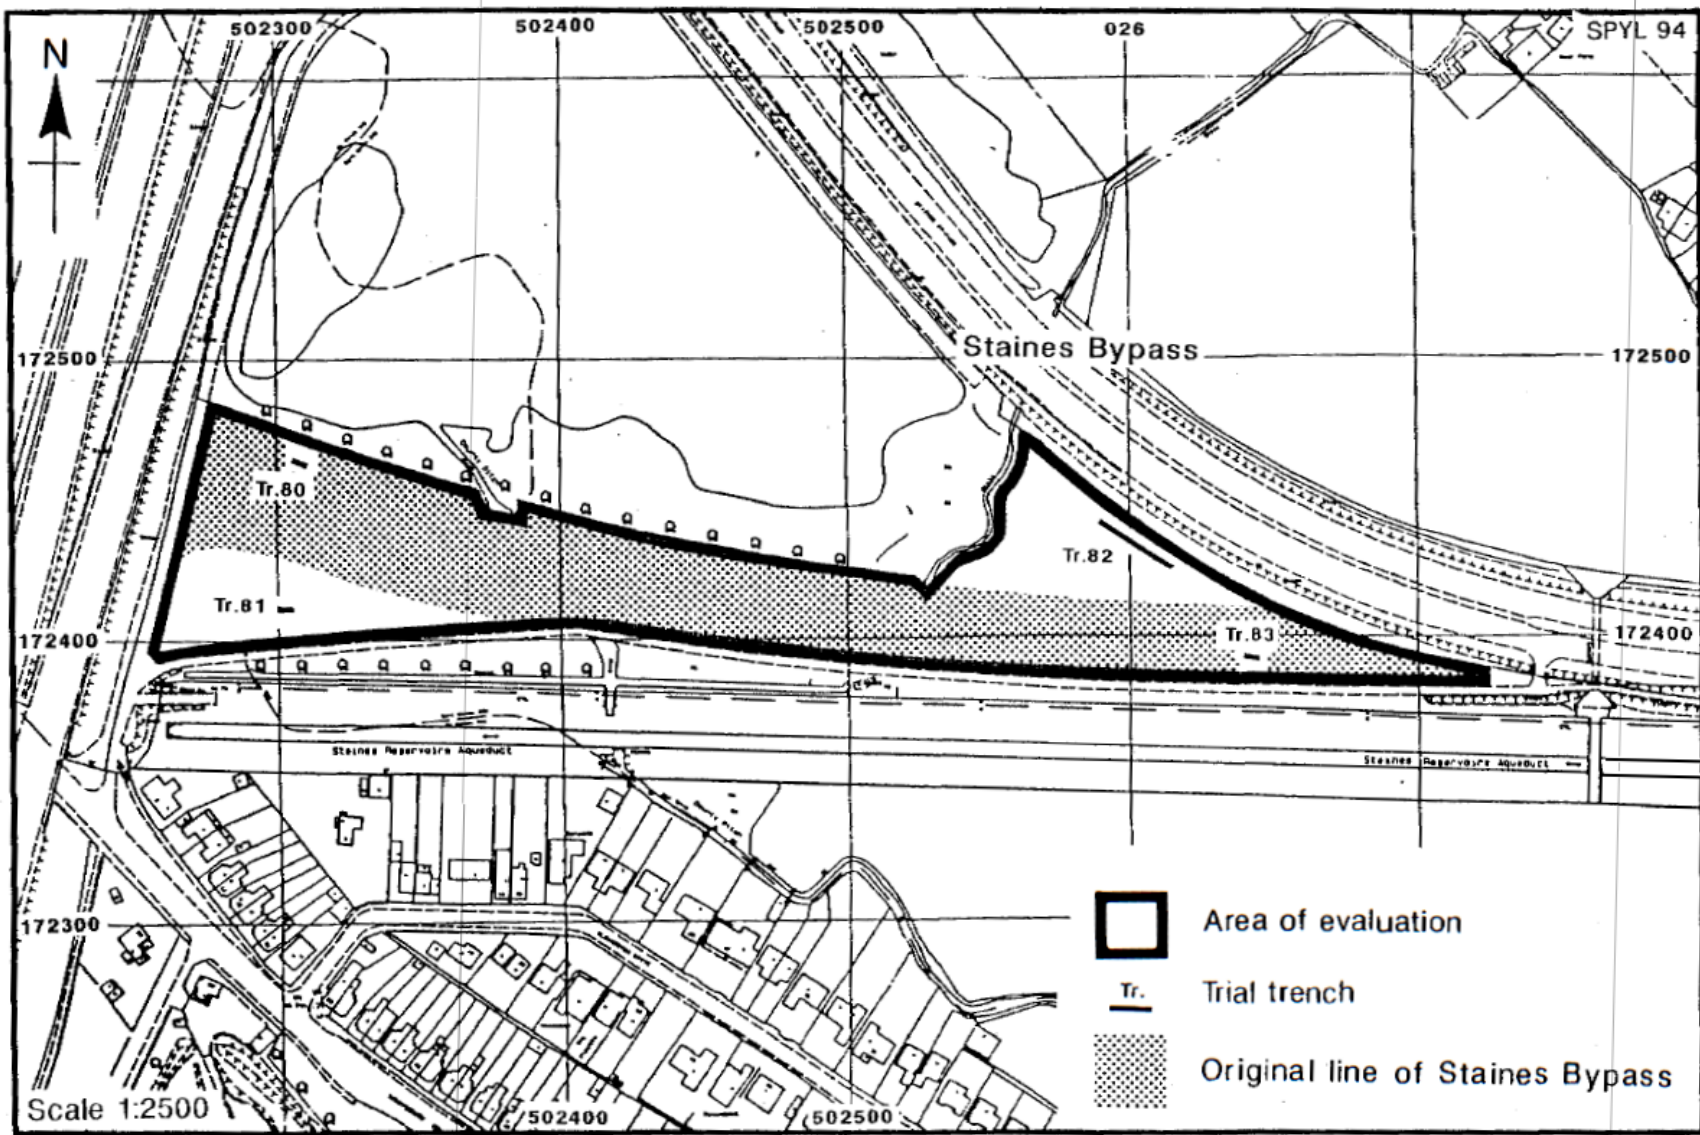 502300
502400
502500
026
SPYL 94
N
Staines Bypass
172500
172500
Tr.80
Tr.82
Tr.81
172400
Tr.83
172400
Staines Reservoirs Aqueduct
Staines Reservoirs Aqueduct
172300
Area of evaluation
Tr.
Trial trench
Original line of Staines Bypass
Scale 1:2500
502400
502500